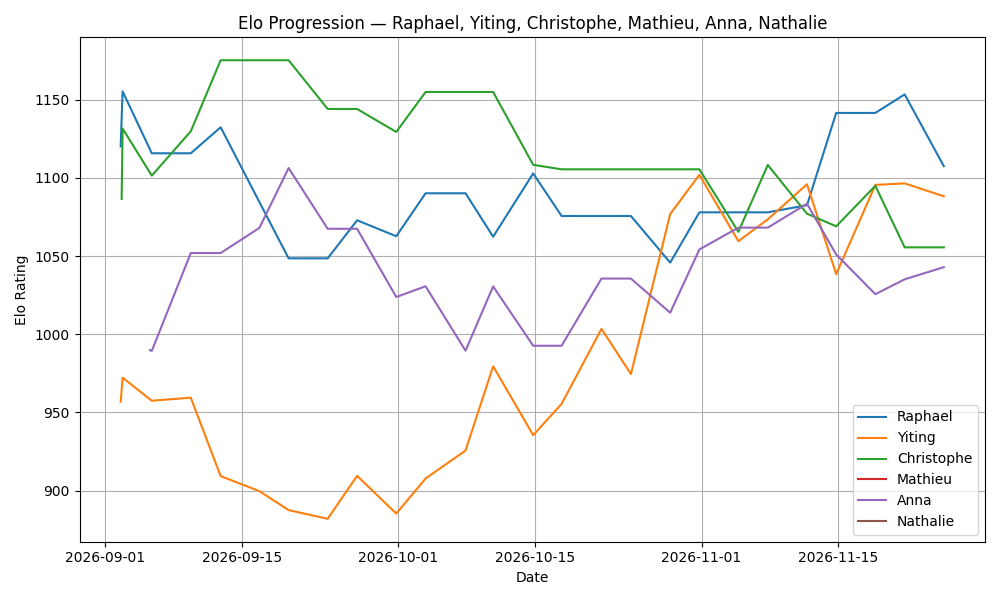 Elo Progression — Raphael, Yiting, Christophe, Mathieu, Anna, Nathalie
Elo Rating
1150
1100
1050
1000
950
900
2026-09-01
2026-09-15
2026-10-01
2026-10-15
2026-11-01
2026-11-15
Date
Raphael
Yiting
Christophe
Mathieu
Anna
Nathalie